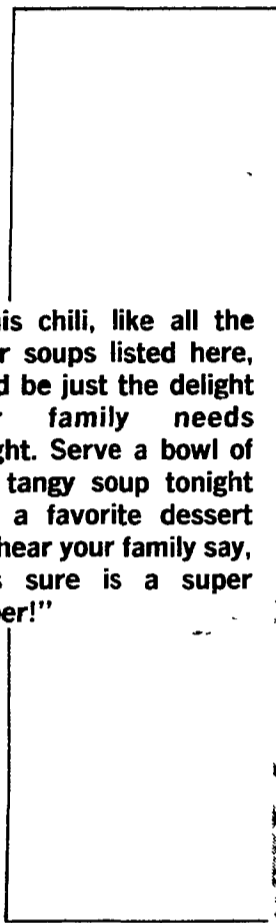 is chili, like all the
r soups listed here,
d be just the delight
family needs
ght. Serve a bowl of
tangy soup tonight
a favorite dessert
hear your family say,
s sure is a super
er!"